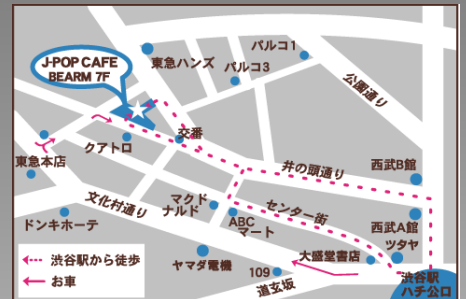 J-POP CAFE
BEARM 7F
東急ハンズ
パルコ1
パルコ3
公園通り
クアトロ
交番
東急本店
井の頭通り
西武B館
文化村通り
マクド
ナルド
センター街
ABC
マート
西武A館
ツタヤ
ドンキホーテ
大盛堂書店
ヤマダ電機
109
道玄坂
渋谷駅
ハチ公口
渋谷駅から徒歩
お車